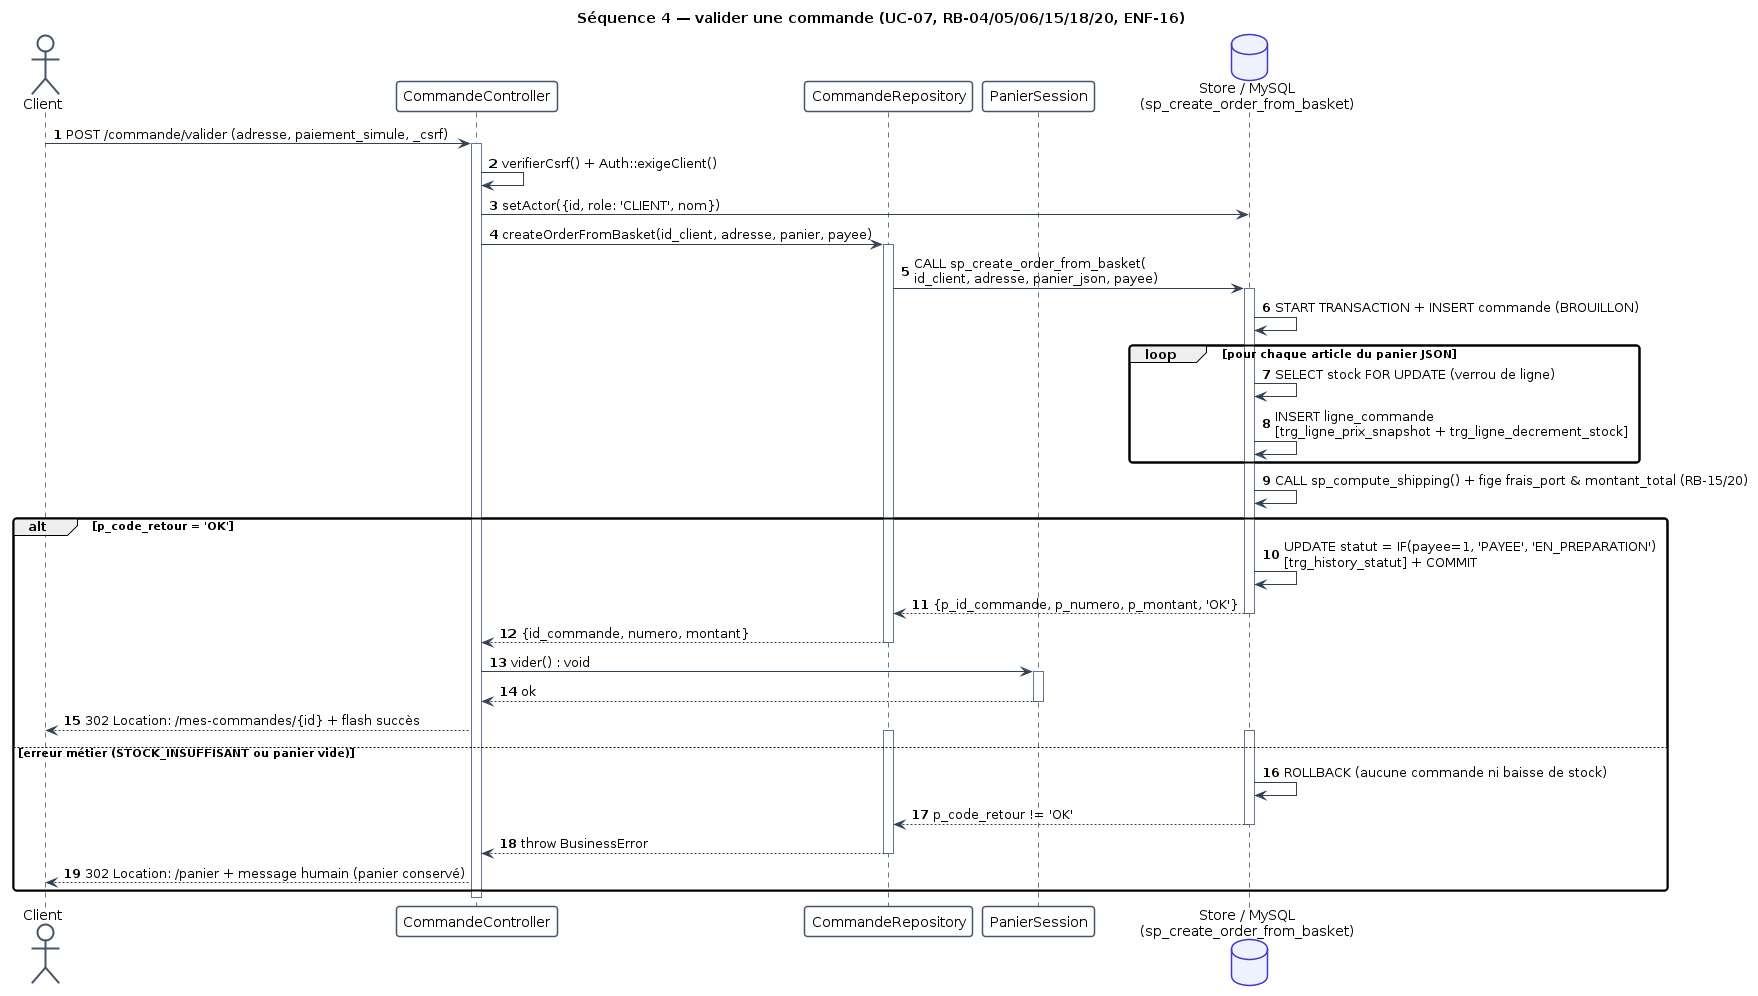 Séquence 4 — valider une commande (UC-07, RB-04/05/06/15/18/20, ENF-16)
Client
CommandeController
CommandeRepository
PanierSession
Store / MySQL
(sp_create_order_from_basket)
1 POST /commande/valider (adresse, paiement_simule, _csrf)
2 verifierCsrf() + Auth::exigeClient()
3 setActor({id, role: 'CLIENT', nom})
4 createOrderFromBasket(id_client, adresse, panier, payee)
5 CALL sp_create_order_from_basket(
id_client, adresse, panier_json, payee)
6 START TRANSACTION + INSERT commande (BROUILLON)
loop [pour chaque article du panier JSON]
7 SELECT stock FOR UPDATE (verrou de ligne)
8 INSERT ligne_commande
[trg_ligne_prix_snapshot + trg_ligne_decrement_stock]
9 CALL sp_compute_shipping() + fige frais_port & montant_total (RB-15/20)
alt [p_code_retour = 'OK']
10 UPDATE statut = IF(payee=1, 'PAYEE', 'EN_PREPARATION')
[trg_history_statut] + COMMIT
11 {p_id_commande, p_numero, p_montant, 'OK'}
12 {id_commande, numero, montant}
13 vider() : void
14 ok
15 302 Location: /mes-commandes/{id} + flash succès
[erreur métier (STOCK_INSUFFISANT ou panier vide)]
16 ROLLBACK (aucune commande ni baisse de stock)
17 p_code_retour != 'OK'
18 throw BusinessError
19 302 Location: /panier + message humain (panier conservé)
Client
CommandeController
CommandeRepository
PanierSession
Store / MySQL
(sp_create_order_from_basket)